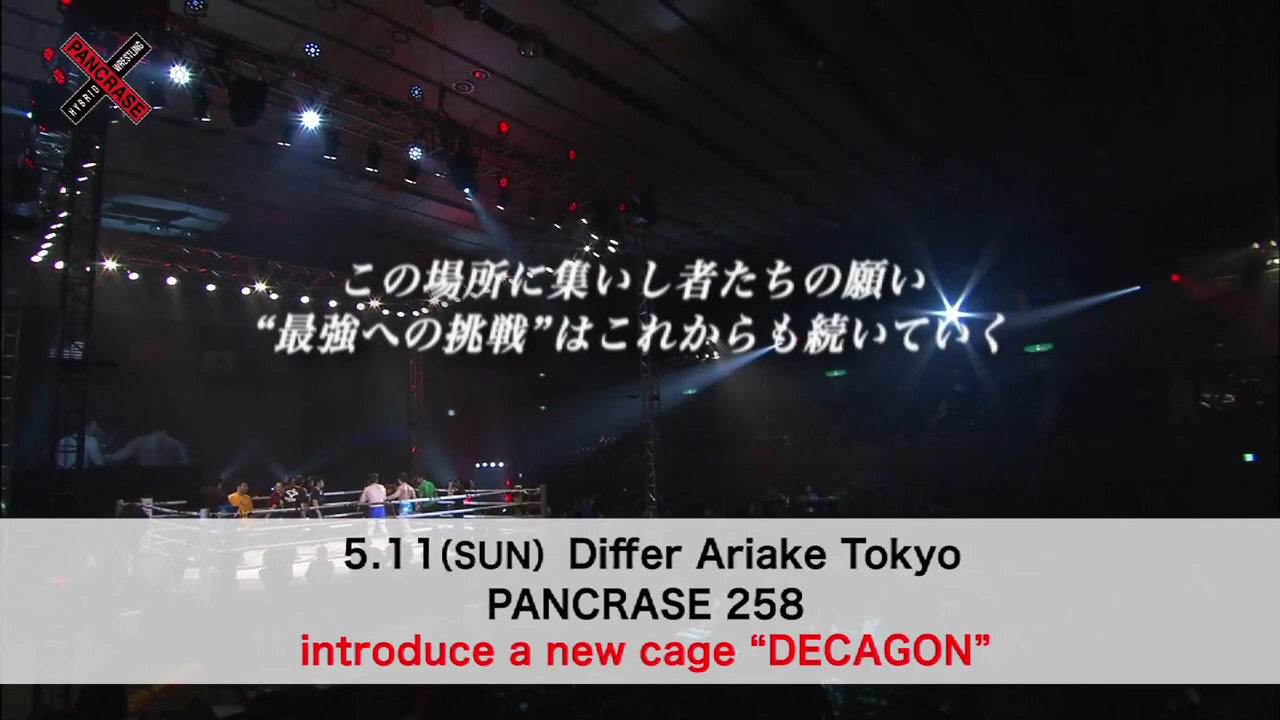 PANCRASE
HYBRID WRESTLING
この場所に集いし者たちの願い
“最強への挑戦”はこれからも続いていく
5.11(SUN) Differ Ariake Tokyo
PANCRASE 258
introduce a new cage “DECAGON”